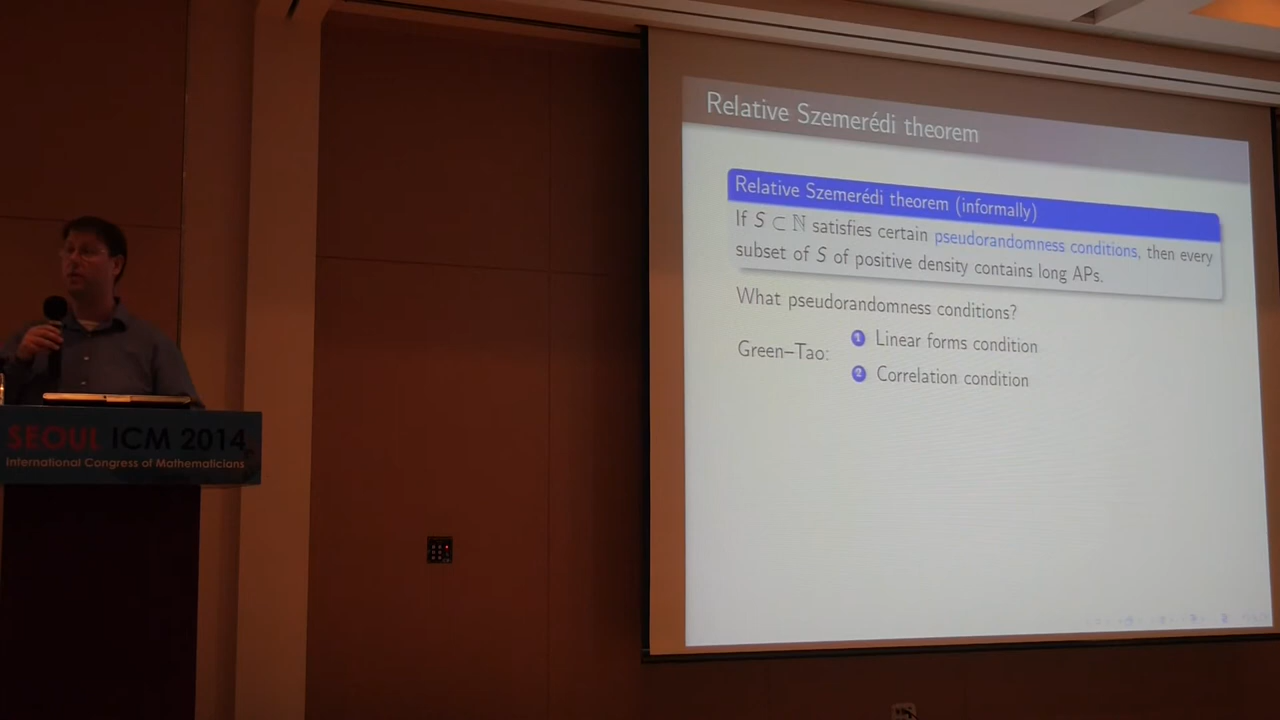 Relative Szemerédi theorem
Relative Szemerédi theorem (informally)
If S ⊂ ℕ satisfies certain pseudorandomness conditions, then every
subset of S of positive density contains long APs.
What pseudorandomness conditions?
Green–Tao:
1 Linear forms condition
2 Correlation condition
SEOUL ICM 2014
International Congress of Mathematicians